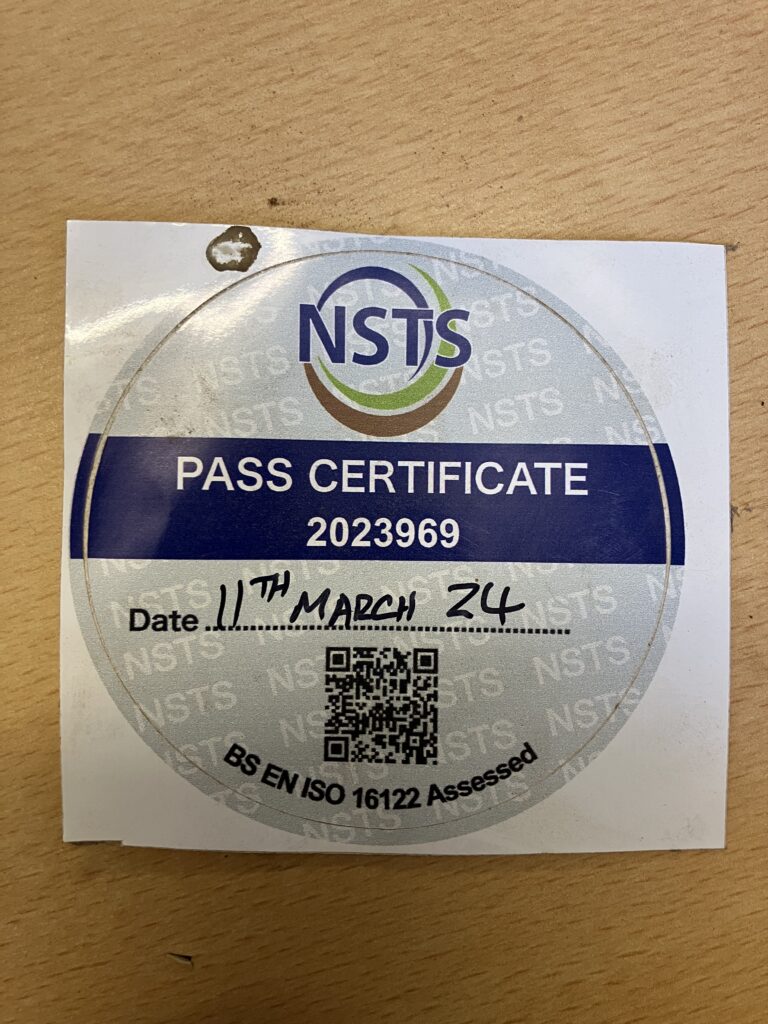 NSTS
PASS CERTIFICATE
2023969
Date 11TH MARCH 24
BS EN ISO 16122 Assessed